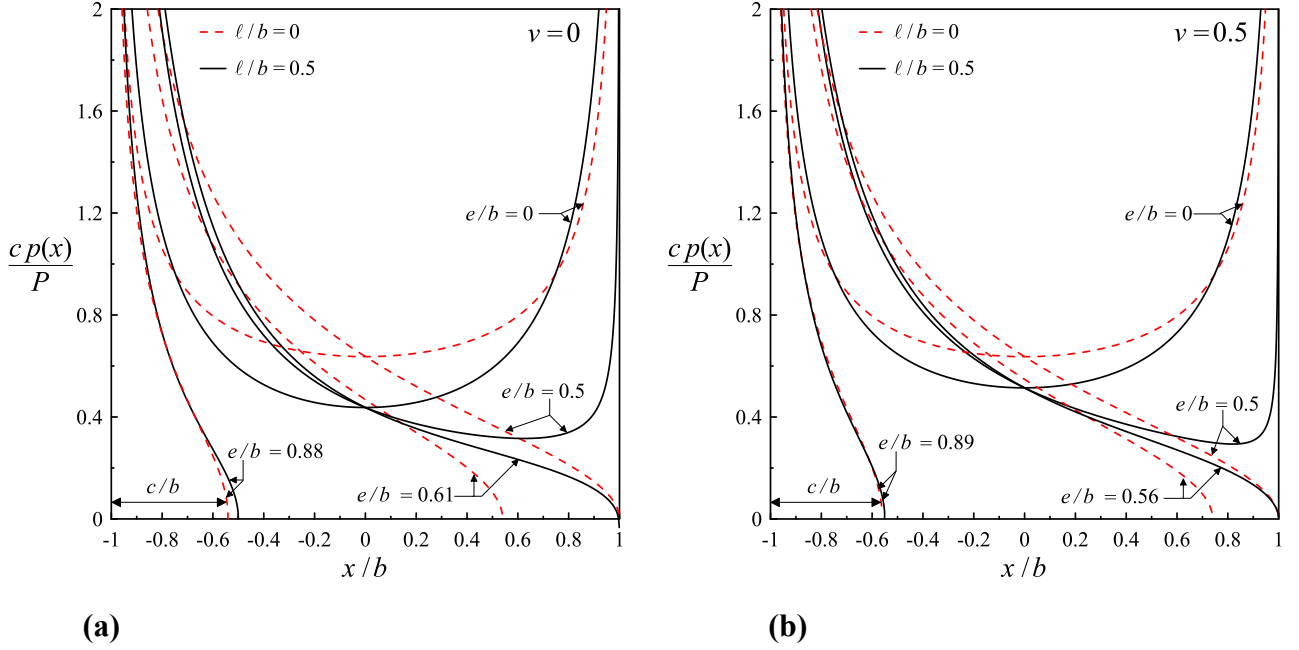 ℓ/b=0
ℓ/b=0.5
ν=0
e/b=0
e/b=0.5
e/b=0.88
e/b=0.61
c/b
c p(x)
P
2
1.6
1.2
0.8
0.4
0
-1 -0.8 -0.6 -0.4 -0.2 0 0.2 0.4 0.6 0.8 1
x/b
(a)
ℓ/b=0
ℓ/b=0.5
ν=0.5
e/b=0
e/b=0.5
e/b=0.89
e/b=0.56
c/b
c p(x)
P
2
1.6
1.2
0.8
0.4
0
-1 -0.8 -0.6 -0.4 -0.2 0 0.2 0.4 0.6 0.8 1
x/b
(b)